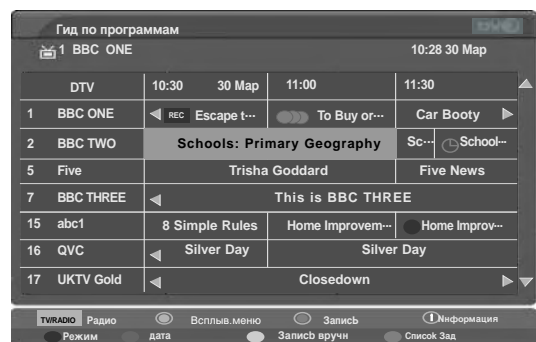 Гид по программам
1 BBC ONE 10:28 30 Мар
DTV 10:30 30 Мар 11:00 11:30
1 BBC ONE REC Escape t··· To Buy or··· Car Booty
2 BBC TWO Schools: Primary Geography Sc··· School···
5 Five Trisha Goddard Five News
7 BBC THREE This is BBC THREE
15 abc1 8 Simple Rules Home Improvem··· Home Improv···
16 QVC Silver Day Silver Day
17 UKTV Gold Closedown
TV/RADIO Радио Всплыв.меню Запись Информация
Режим дата Запись вручн Список Зад